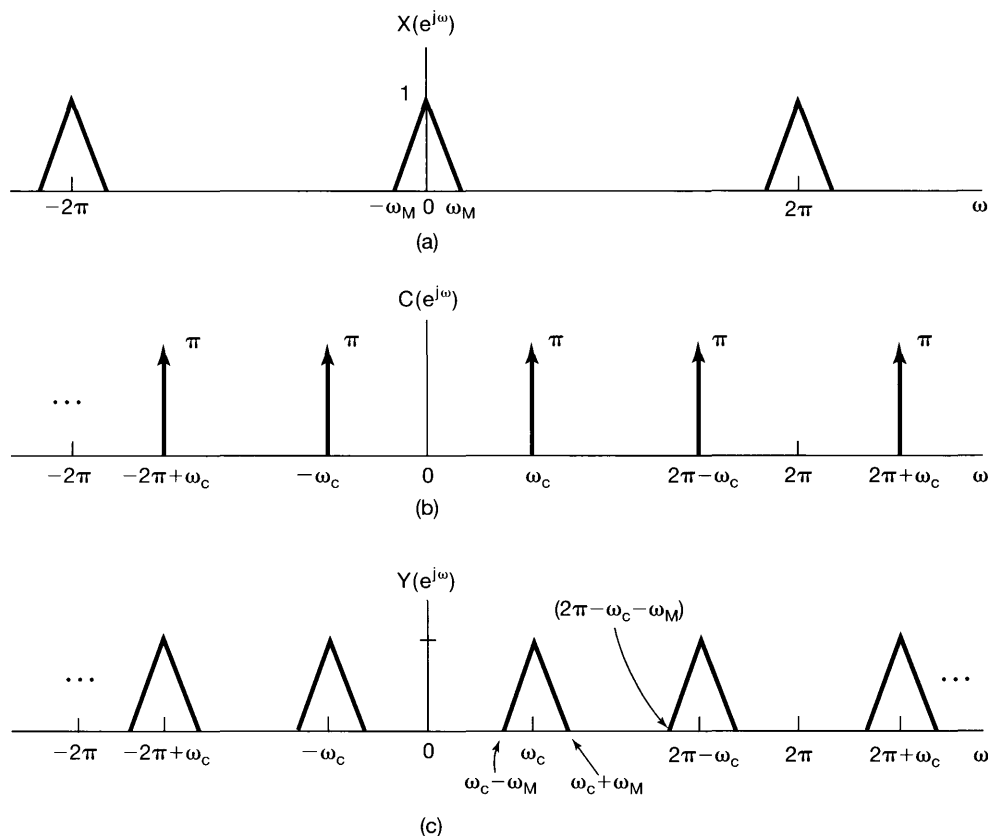 X(e^{jω})
1
−2π −ω_M 0 ω_M 2π ω
(a)
C(e^{jω})
π π π π π
...
−2π −2π+ω_c −ω_c 0 ω_c 2π−ω_c 2π 2π+ω_c ω
(b)
Y(e^{jω})
(2π−ω_c−ω_M)
... ...
−2π −2π+ω_c −ω_c 0 ω_c 2π−ω_c 2π 2π+ω_c ω
ω_c−ω_M ω_c+ω_M
(c)